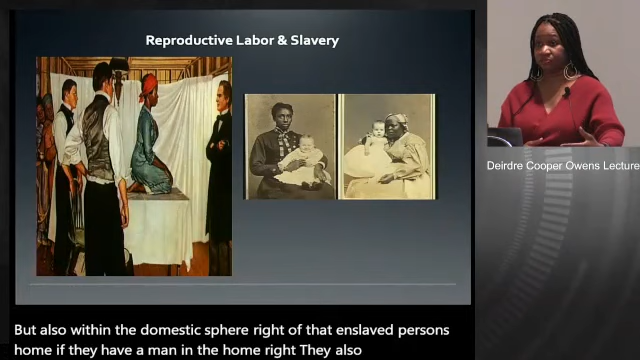 Reproductive Labor & Slavery
Deirdre Cooper Owens Lecture
But also within the domestic sphere right of that enslaved persons
home if they have a man in the home right They also